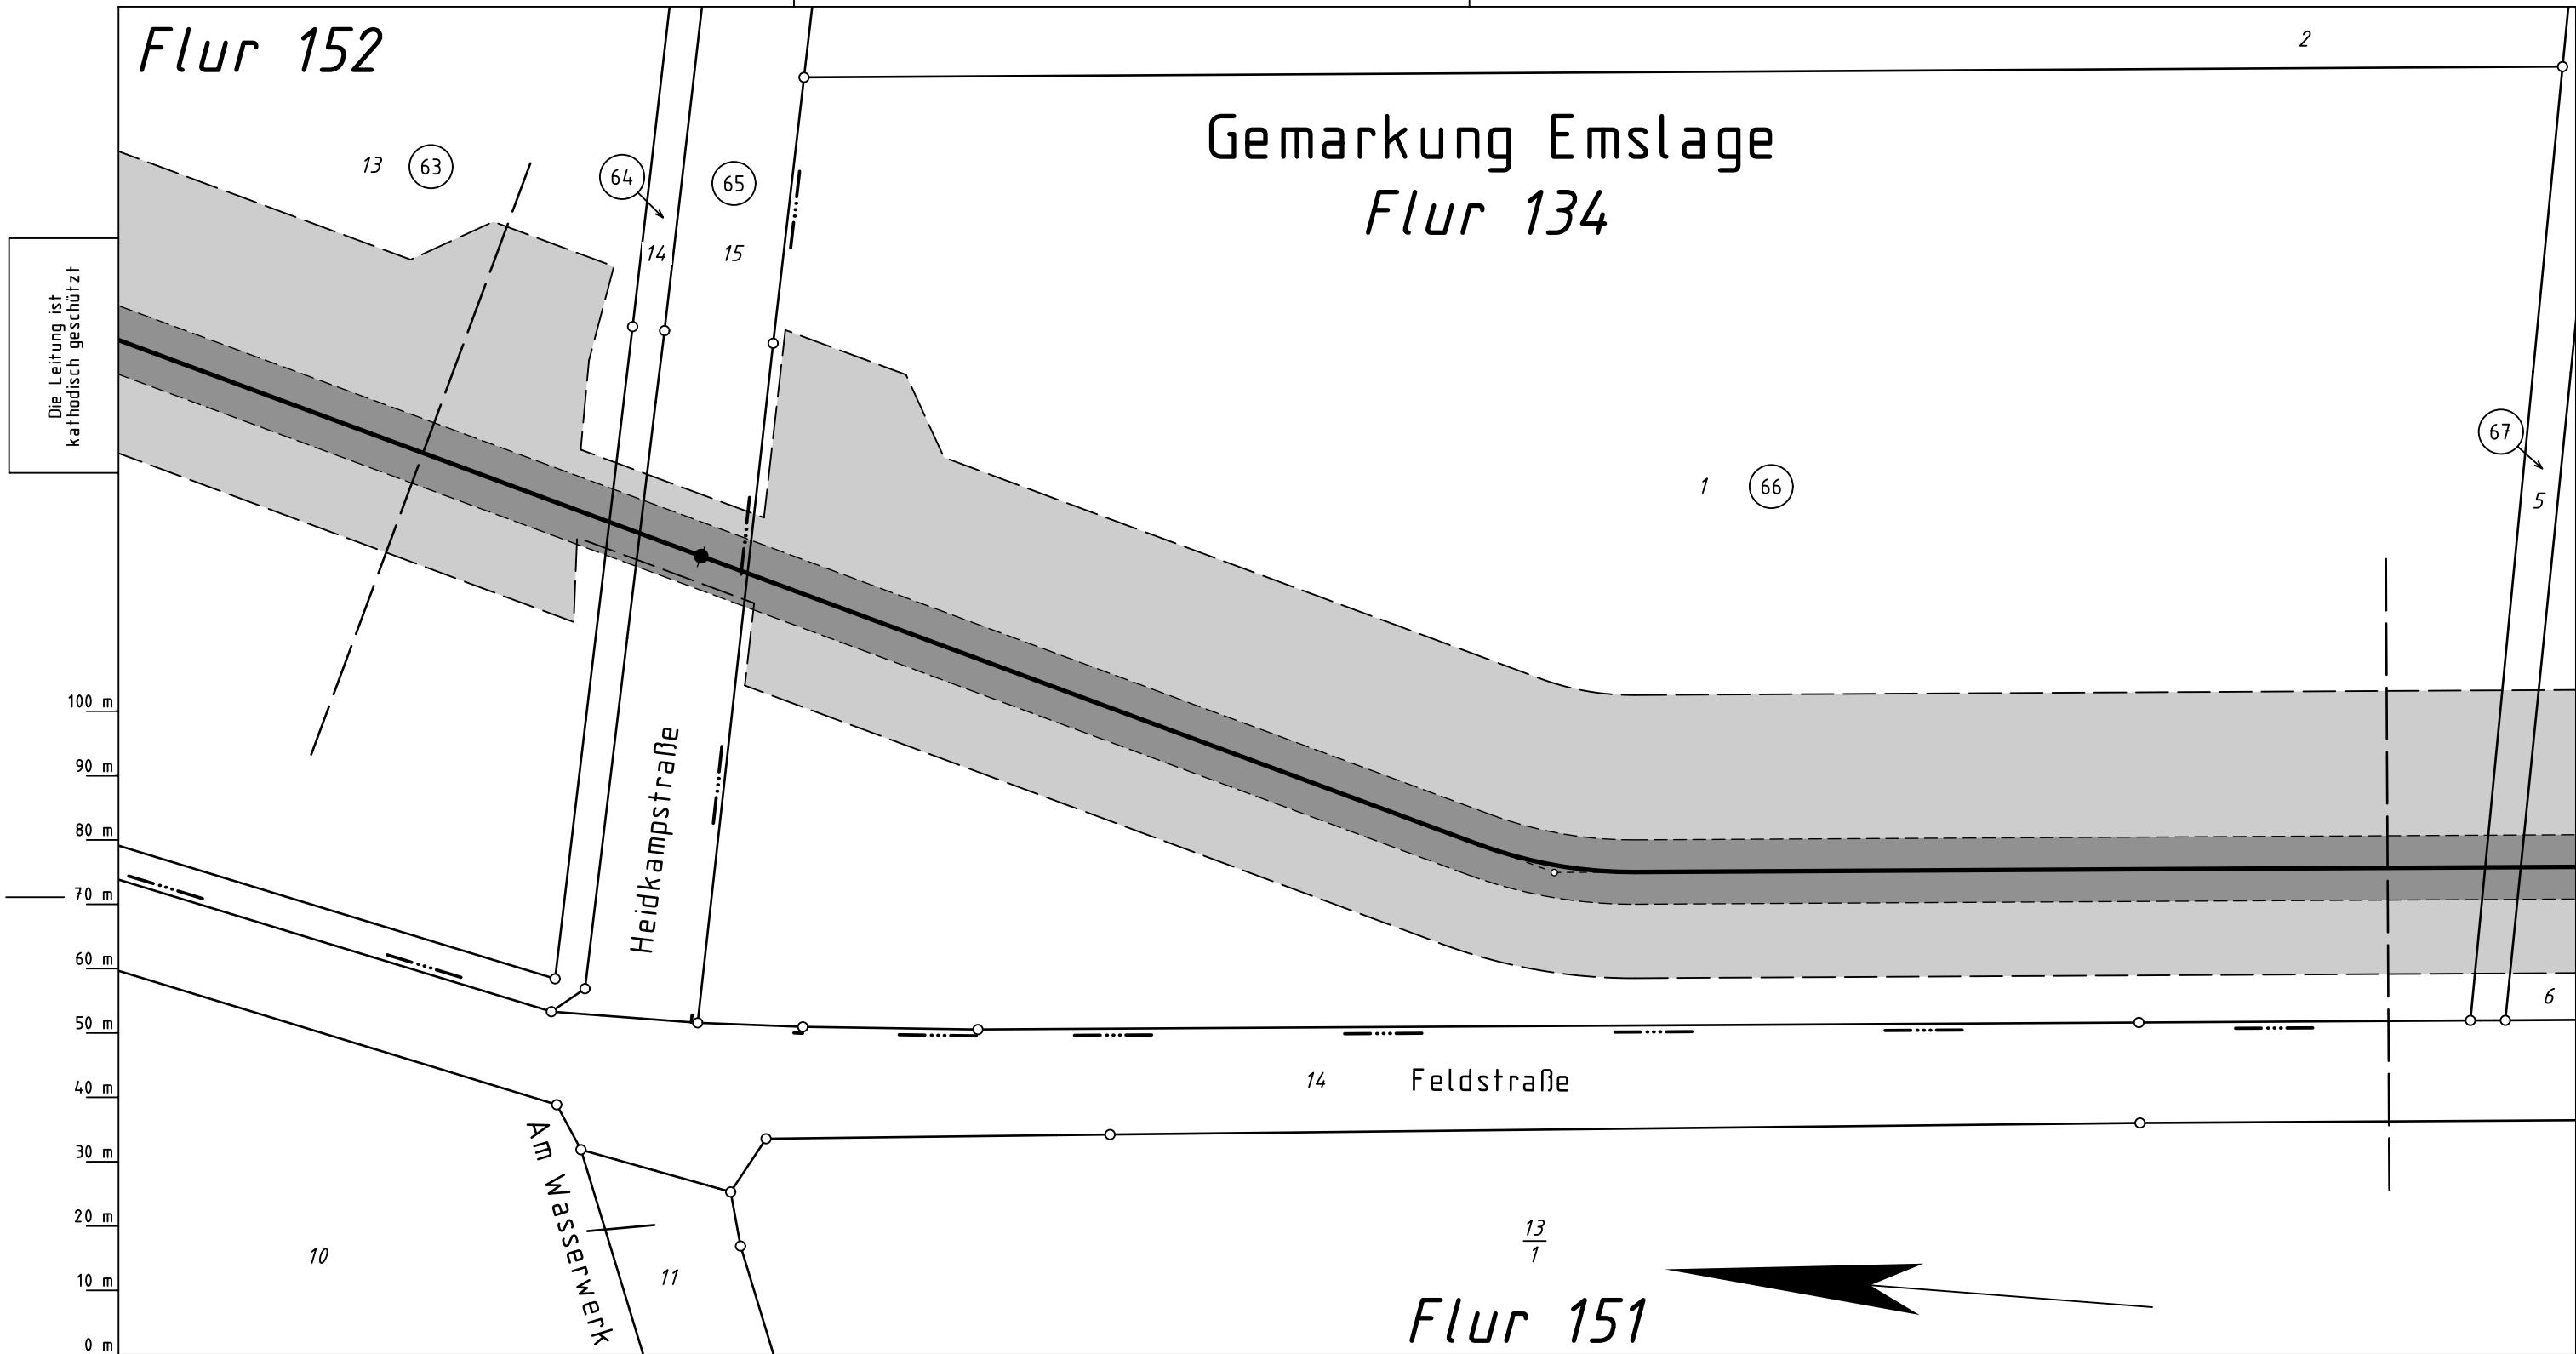 Flur 152
2
Gemarkung Emslage
Flur 134
13
63
64
65
14
15
Die Leitung ist
kathodisch geschützt
67
1
66
5
100 m
90 m
80 m
70 m
60 m
50 m
40 m
30 m
20 m
10 m
0 m
Heidkampstraße
6
14
Feldstraße
Am Wasserwerk
10
11
13
1
Flur 151